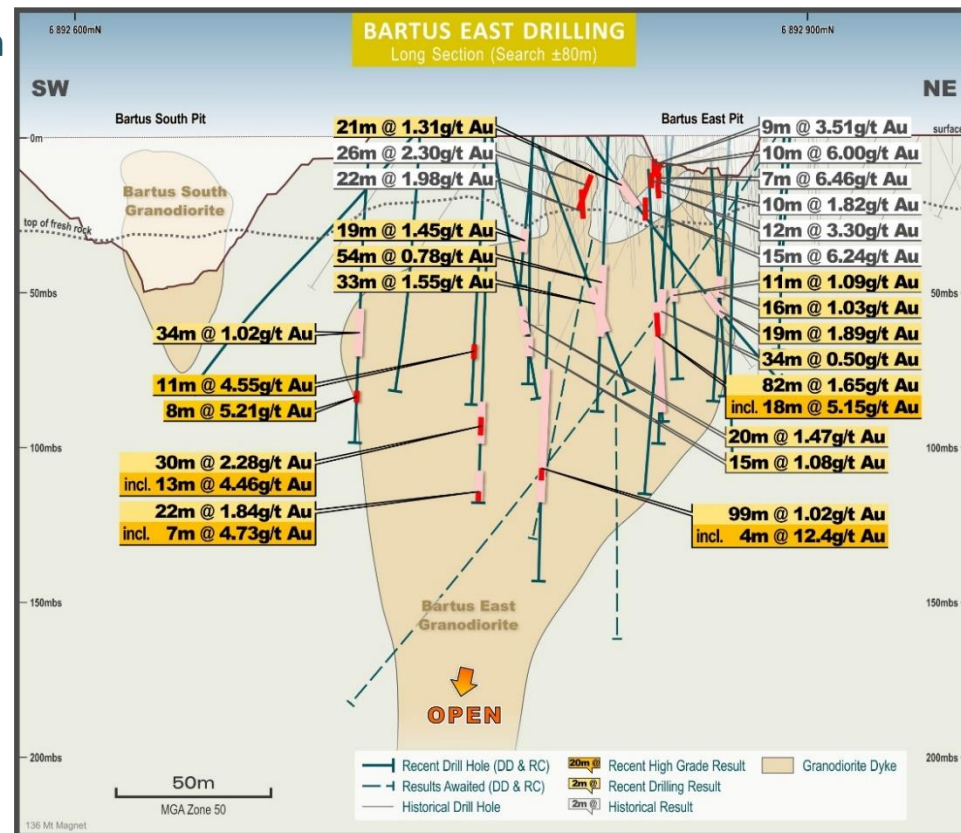 6 892 600mN
6 892 900mN
BARTUS EAST DRILLING
Long Section (Search ±80m)
SW
NE
Bartus South Pit
Bartus East Pit
0m
surface
21m @ 1.31g/t Au
26m @ 2.30g/t Au
22m @ 1.98g/t Au
9m @ 3.51g/t Au
10m @ 6.00g/t Au
7m @ 6.46g/t Au
10m @ 1.82g/t Au
12m @ 3.30g/t Au
15m @ 6.24g/t Au
Bartus South
Granodiorite
top of fresh rock
19m @ 1.45g/t Au
54m @ 0.78g/t Au
33m @ 1.55g/t Au
11m @ 1.09g/t Au
16m @ 1.03g/t Au
19m @ 1.89g/t Au
34m @ 0.50g/t Au
50mbs
50mbs
34m @ 1.02g/t Au
11m @ 4.55g/t Au
8m @ 5.21g/t Au
82m @ 1.65g/t Au
incl. 18m @ 5.15g/t Au
20m @ 1.47g/t Au
15m @ 1.08g/t Au
100mbs
100mbs
30m @ 2.28g/t Au
incl. 13m @ 4.46g/t Au
22m @ 1.84g/t Au
incl. 7m @ 4.73g/t Au
99m @ 1.02g/t Au
incl. 4m @ 12.4g/t Au
150mbs
150mbs
Bartus East
Granodiorite
OPEN
200mbs
200mbs
50m
MGA Zone 50
Recent Drill Hole (DD & RC)
Results Awaited (DD & RC)
Historical Drill Hole
20m @ Recent High Grade Result
2m @ Recent Drilling Result
2m @ Historical Result
Granodiorite Dyke
136 Mt Magnet